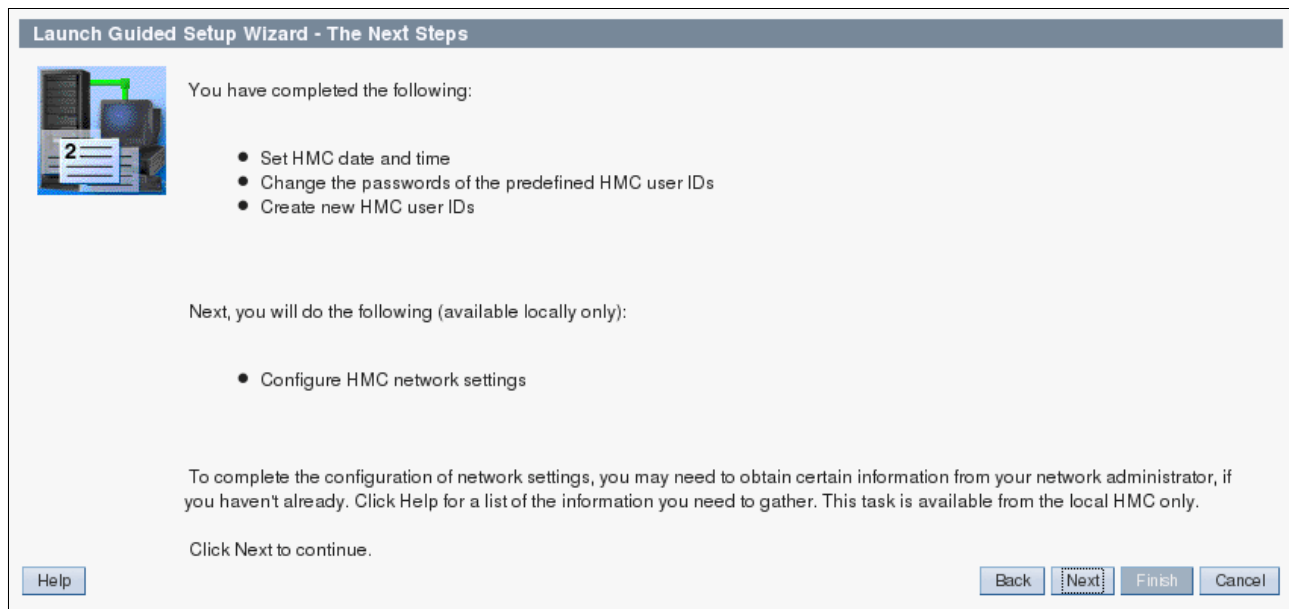 Launch Guided Setup Wizard - The Next Steps
2
You have completed the following:
● Set HMC date and time
● Change the passwords of the predefined HMC user IDs
● Create new HMC user IDs
Next, you will do the following (available locally only):
● Configure HMC network settings
To complete the configuration of network settings, you may need to obtain certain information from your network administrator, if
you haven't already. Click Help for a list of the information you need to gather. This task is available from the local HMC only.
Click Next to continue.
Help Back Next Finish Cancel